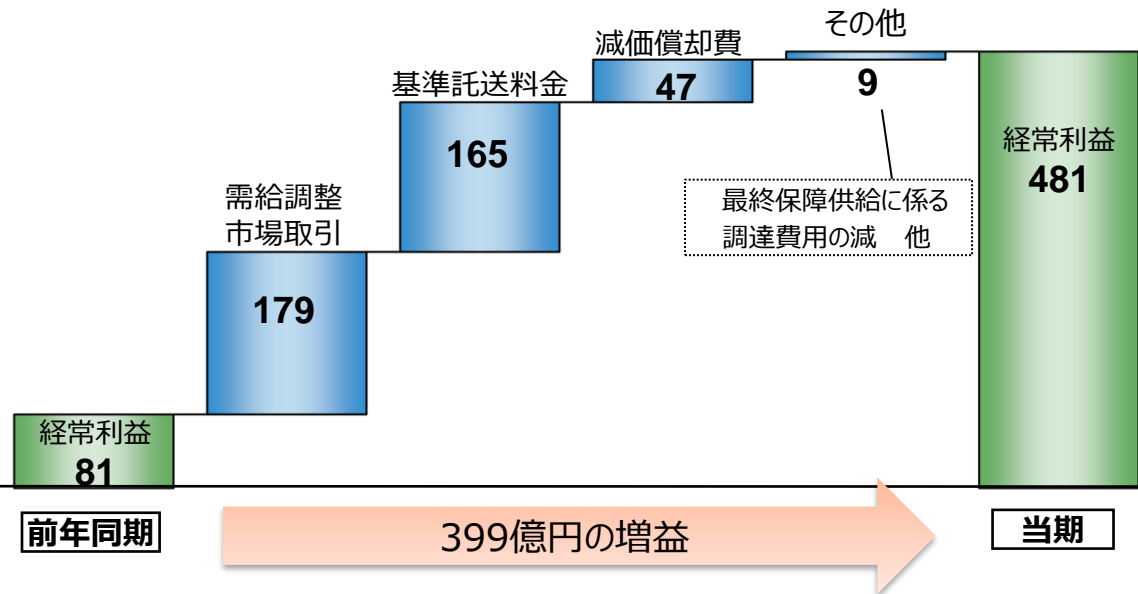 その他
9
減価償却費
47
基準託送料金
165
需給調整
市場取引
179
経常利益
81
経常利益
481
最終保障供給に係る
調達費用の減　他
前年同期
399億円の増益
当期